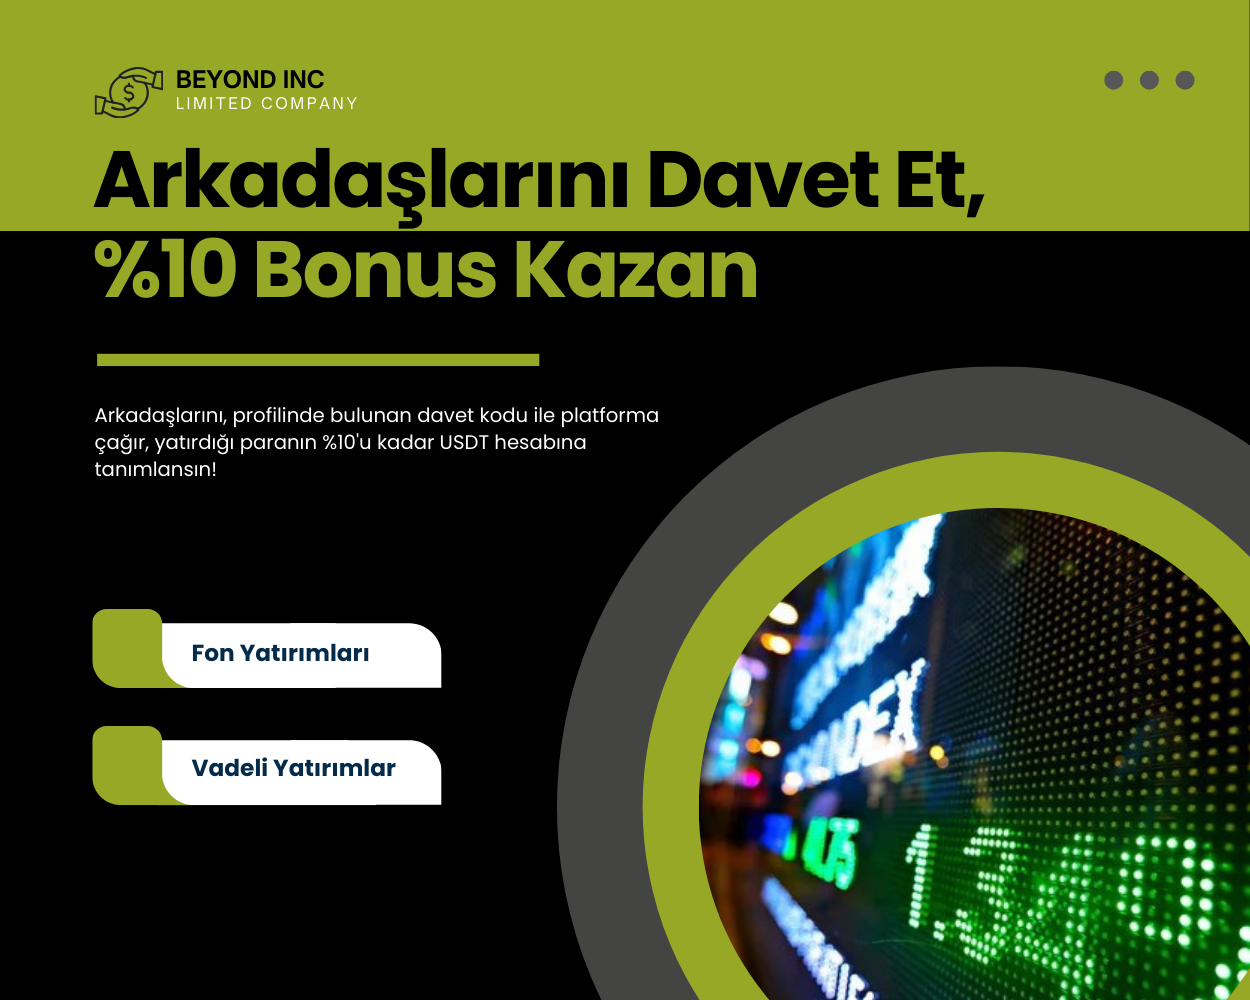 BEYOND INC
LIMITED COMPANY
Arkadaşlarını Davet Et,
%10 Bonus Kazan
Arkadaşlarını, profilinde bulunan davet kodu ile platforma
çağır, yatırdığı paranın %10'u kadar USDT hesabına
tanımlansın!
Fon Yatırımları
Vadeli Yatırımlar